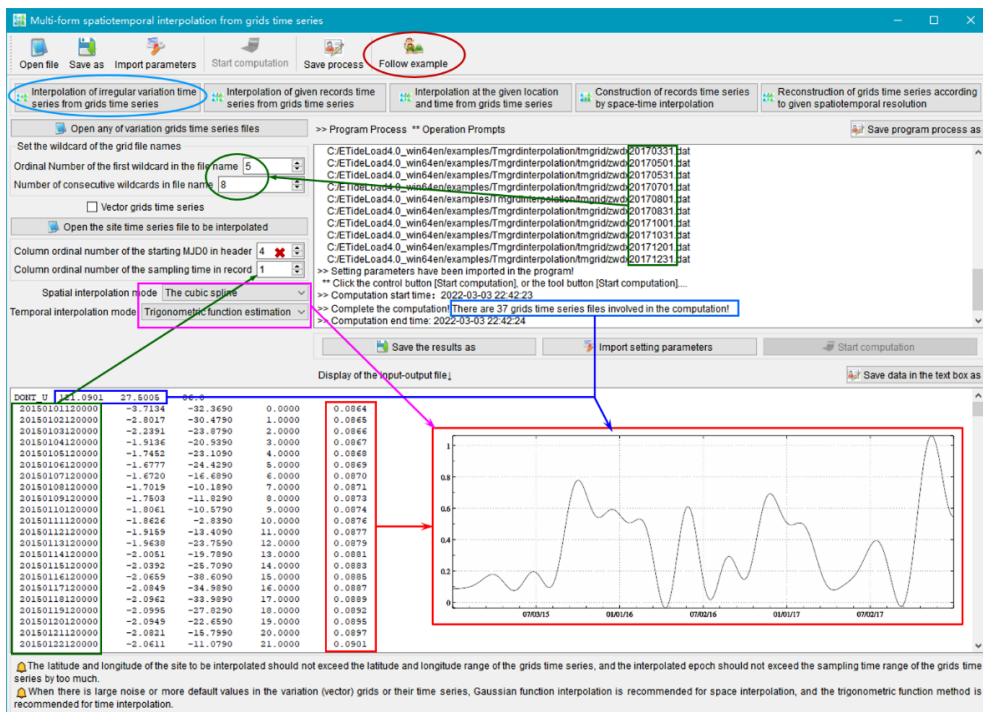 Multi-form spatiotemporal interpolation from grids time series
Open file Save as Import parameters Start computation Save process Follow example
Interpolation of irregular variation time series from grids time series
Interpolation of given records time series from grids time series
Interpolation at the given location and time from grids time series
Construction of records time series by space-time interpolation
Reconstruction of grids time series according to given spatiotemporal resolution
Open any of variation grids time series files
Set the wildcard of the grid file names
Ordinal Number of the first wildcard in the file name 5
Number of consecutive wildcards in file name 8
Vector grids time series
Open the site time series file to be interpolated
Column ordinal number of the starting MJD0 in header 4
Column ordinal number of the sampling time in record 1
Spatial interpolation mode The cubic spline
Temporal interpolation mode Trigonometric function estimation
>> Program Process ** Operation Prompts
Save program process as
C:/ETideLoad4.0_win64en/examples/Tmgrdinterpolation/tmgrid/zwdx20170331.dat
C:/ETideLoad4.0_win64en/examples/Tmgrdinterpolation/tmgrid/zwdx20170501.dat
C:/ETideLoad4.0_win64en/examples/Tmgrdinterpolation/tmgrid/zwdx20170531.dat
C:/ETideLoad4.0_win64en/examples/Tmgrdinterpolation/tmgrid/zwdx20170701.dat
C:/ETideLoad4.0_win64en/examples/Tmgrdinterpolation/tmgrid/zwdx20170801.dat
C:/ETideLoad4.0_win64en/examples/Tmgrdinterpolation/tmgrid/zwdx20170831.dat
C:/ETideLoad4.0_win64en/examples/Tmgrdinterpolation/tmgrid/zwdx20171001.dat
C:/ETideLoad4.0_win64en/examples/Tmgrdinterpolation/tmgrid/zwdx20171031.dat
C:/ETideLoad4.0_win64en/examples/Tmgrdinterpolation/tmgrid/zwdx20171201.dat
C:/ETideLoad4.0_win64en/examples/Tmgrdinterpolation/tmgrid/zwdx20171231.dat
>> Setting parameters have been imported in the program!
** Click the control button [Start computation], or the tool button [Start computation]....
>> Computation start time: 2022-03-03 22:42:23
>> Complete the computation! There are 37 grids time series files involved in the computation!
>> Computation end time: 2022-03-03 22:42:24
Save the results as Import setting parameters Start computation
Display of the input-output file↓ Save data in the text box as
DONT_U 121.0901 27.5005
20150101120000 -3.7134 -32.3690 0.0000 0.0864
20150102120000 -2.8017 -30.4790 1.0000 0.0865
20150103120000 -2.2391 -23.8790 2.0000 0.0866
20150104120000 -1.9136 -20.9390 3.0000 0.0867
20150105120000 -1.7452 -23.1090 4.0000 0.0868
20150106120000 -1.6777 -24.4290 5.0000 0.0869
20150107120000 -1.6720 -16.6890 6.0000 0.0870
20150108120000 -1.7019 -10.1890 7.0000 0.0871
20150109120000 -1.7503 -11.8290 8.0000 0.0873
20150110120000 -1.8061 -10.5790 9.0000 0.0874
20150111120000 -1.8626 -2.8390 10.0000 0.0876
20150112120000 -1.9159 -13.4090 11.0000 0.0877
20150113120000 -1.9638 -23.7590 12.0000 0.0879
20150114120000 -2.0051 -19.7890 13.0000 0.0881
20150115120000 -2.0392 -25.7090 14.0000 0.0883
20150116120000 -2.0659 -38.6090 15.0000 0.0885
20150117120000 -2.0849 -34.9890 16.0000 0.0887
20150118120000 -2.0962 -33.9890 17.0000 0.0889
20150119120000 -2.0995 -27.8290 18.0000 0.0892
20150120120000 -2.0949 -22.6590 19.0000 0.0895
20150121120000 -2.0821 -15.7990 20.0000 0.0897
20150122120000 -2.0611 -11.0790 21.0000 0.0901
1
0.8
0.6
0.4
0.2
0
07/03/15 01/01/16 07/02/16 01/01/17 07/02/17
The latitude and longitude of the site to be interpolated should not exceed the latitude and longitude range of the grids time series, and the interpolated epoch should not exceed the sampling time range of the grids time
series by too much.
When there is large noise or more default values in the variation (vector) grids or their time series, Gaussian function interpolation is recommended for space interpolation, and the trigonometric function method is
recommended for time interpolation.